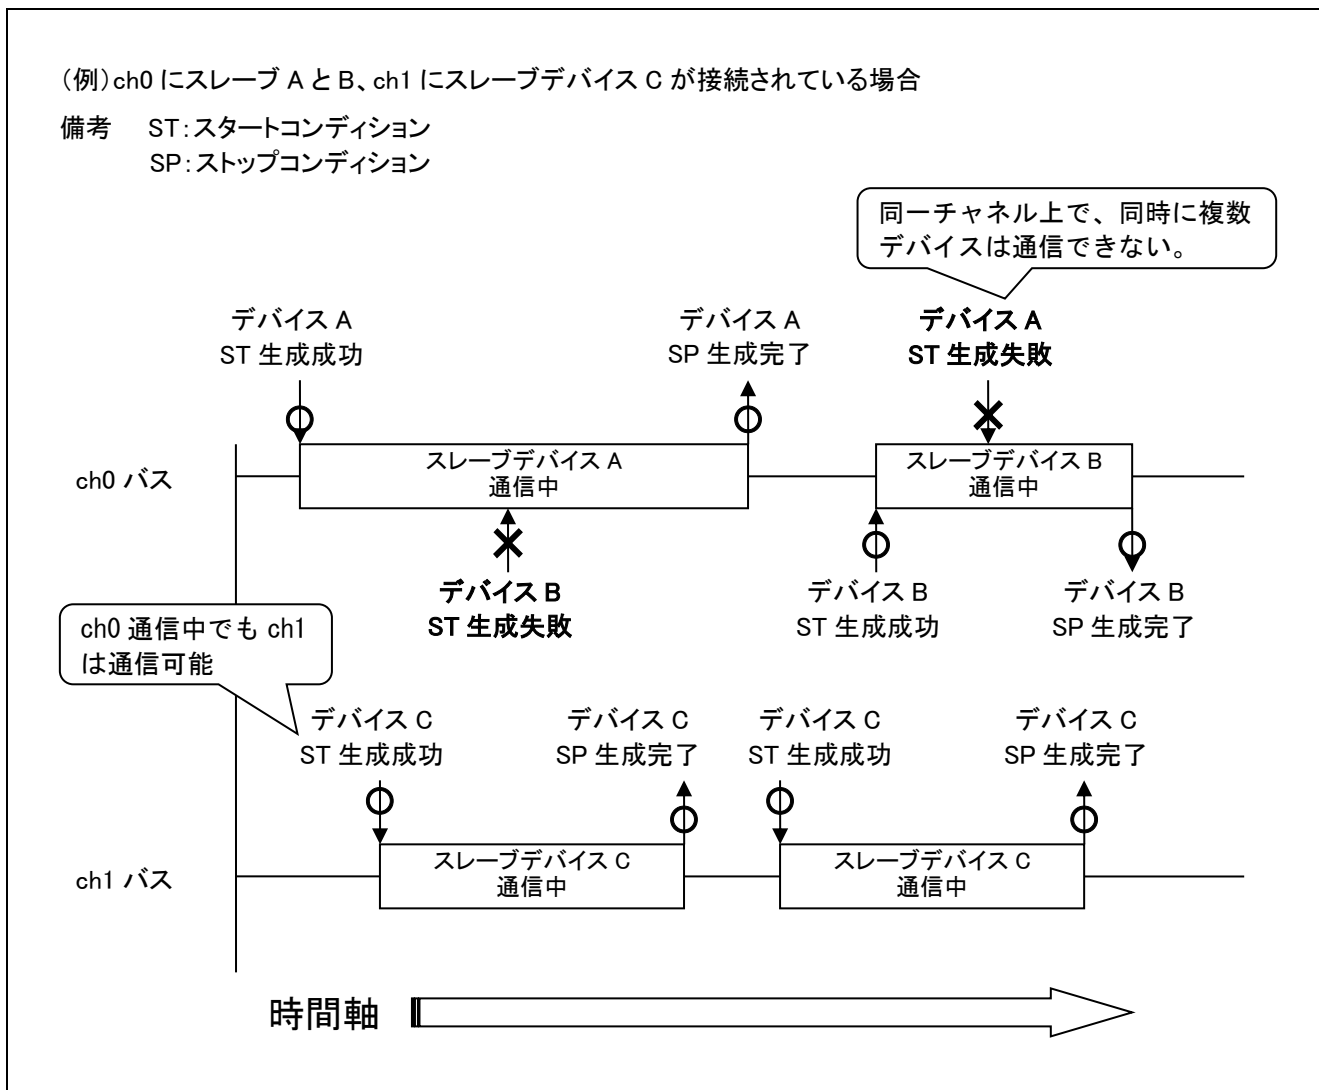 （例）ch0 にスレーブ A と B、ch1 にスレーブデバイス C が接続されている場合
備考　ST：スタートコンディション
SP：ストップコンディション
同一チャネル上で、同時に複数
デバイスは通信できない。
デバイス A
ST 生成成功
デバイス A
SP 生成完了
デバイス A
ST 生成失敗
ch0 バス
スレーブデバイス A
通信中
スレーブデバイス B
通信中
デバイス B
ST 生成失敗
デバイス B
ST 生成成功
デバイス B
SP 生成完了
ch0 通信中でも ch1
は通信可能
デバイス C
ST 生成成功
デバイス C
SP 生成完了
デバイス C
ST 生成成功
デバイス C
SP 生成完了
ch1 バス
スレーブデバイス C
通信中
スレーブデバイス C
通信中
時間軸